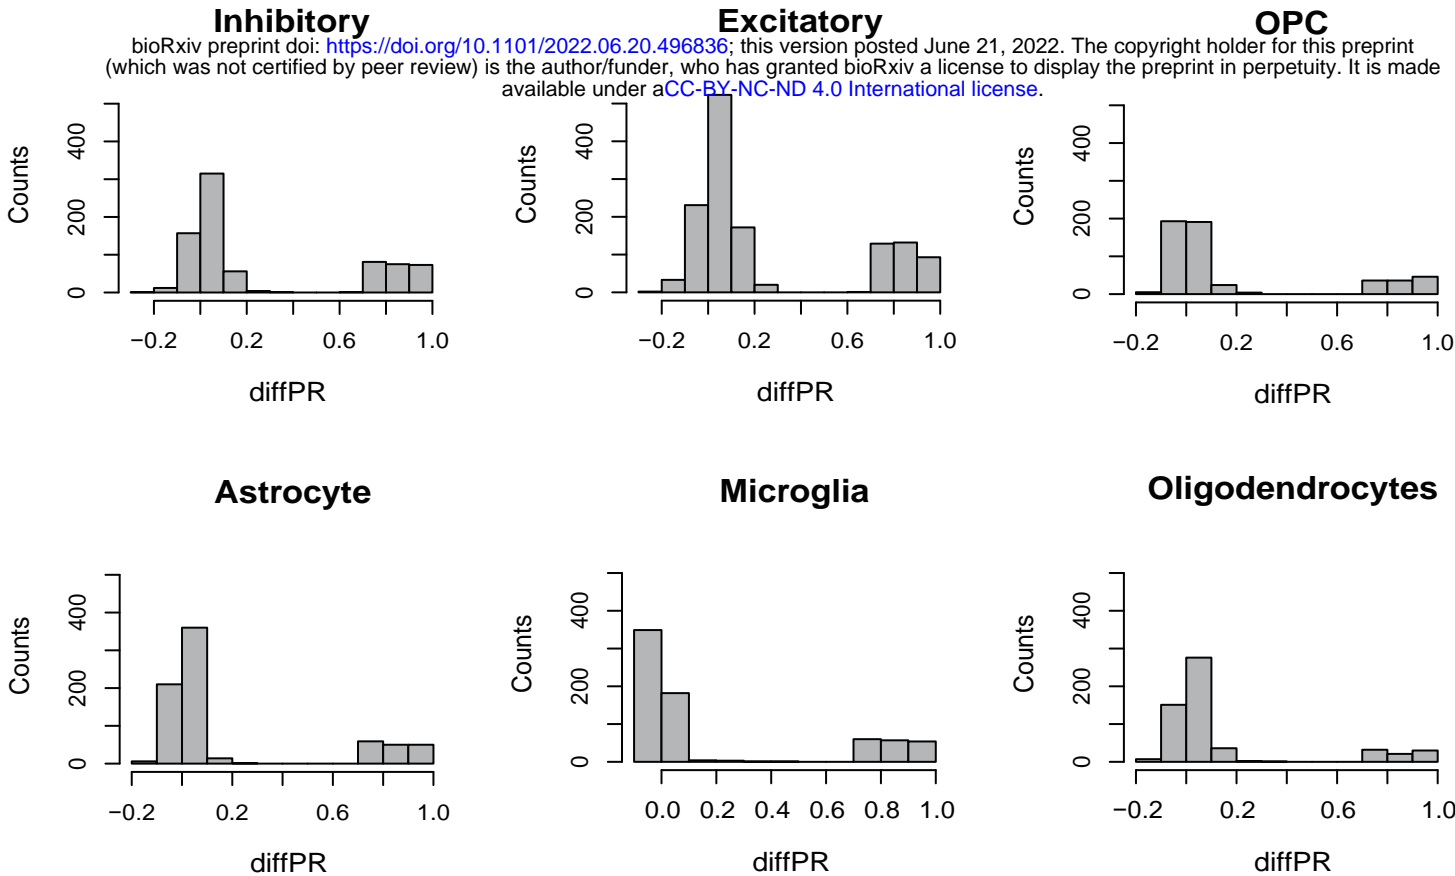 Inhibitory
Excitatory
OPC
bioRxiv preprint doi: https://doi.org/10.1101/2022.06.20.496836; this version posted June 21, 2022. The copyright holder for this preprint
(which was not certified by peer review) is the author/funder, who has granted bioRxiv a license to display the preprint in perpetuity. It is made
available under aCC-BY-NC-ND 4.0 International license.
Counts
400
200
0
−0.2 0.2 0.6 1.0
diffPR
Counts
400
200
0
−0.2 0.2 0.6 1.0
diffPR
Counts
400
200
0
−0.2 0.2 0.6 1.0
diffPR
Astrocyte
Microglia
Oligodendrocytes
Counts
400
200
0
−0.2 0.2 0.6 1.0
diffPR
Counts
400
200
0
0.0 0.2 0.4 0.6 0.8 1.0
diffPR
Counts
400
200
0
−0.2 0.2 0.6 1.0
diffPR